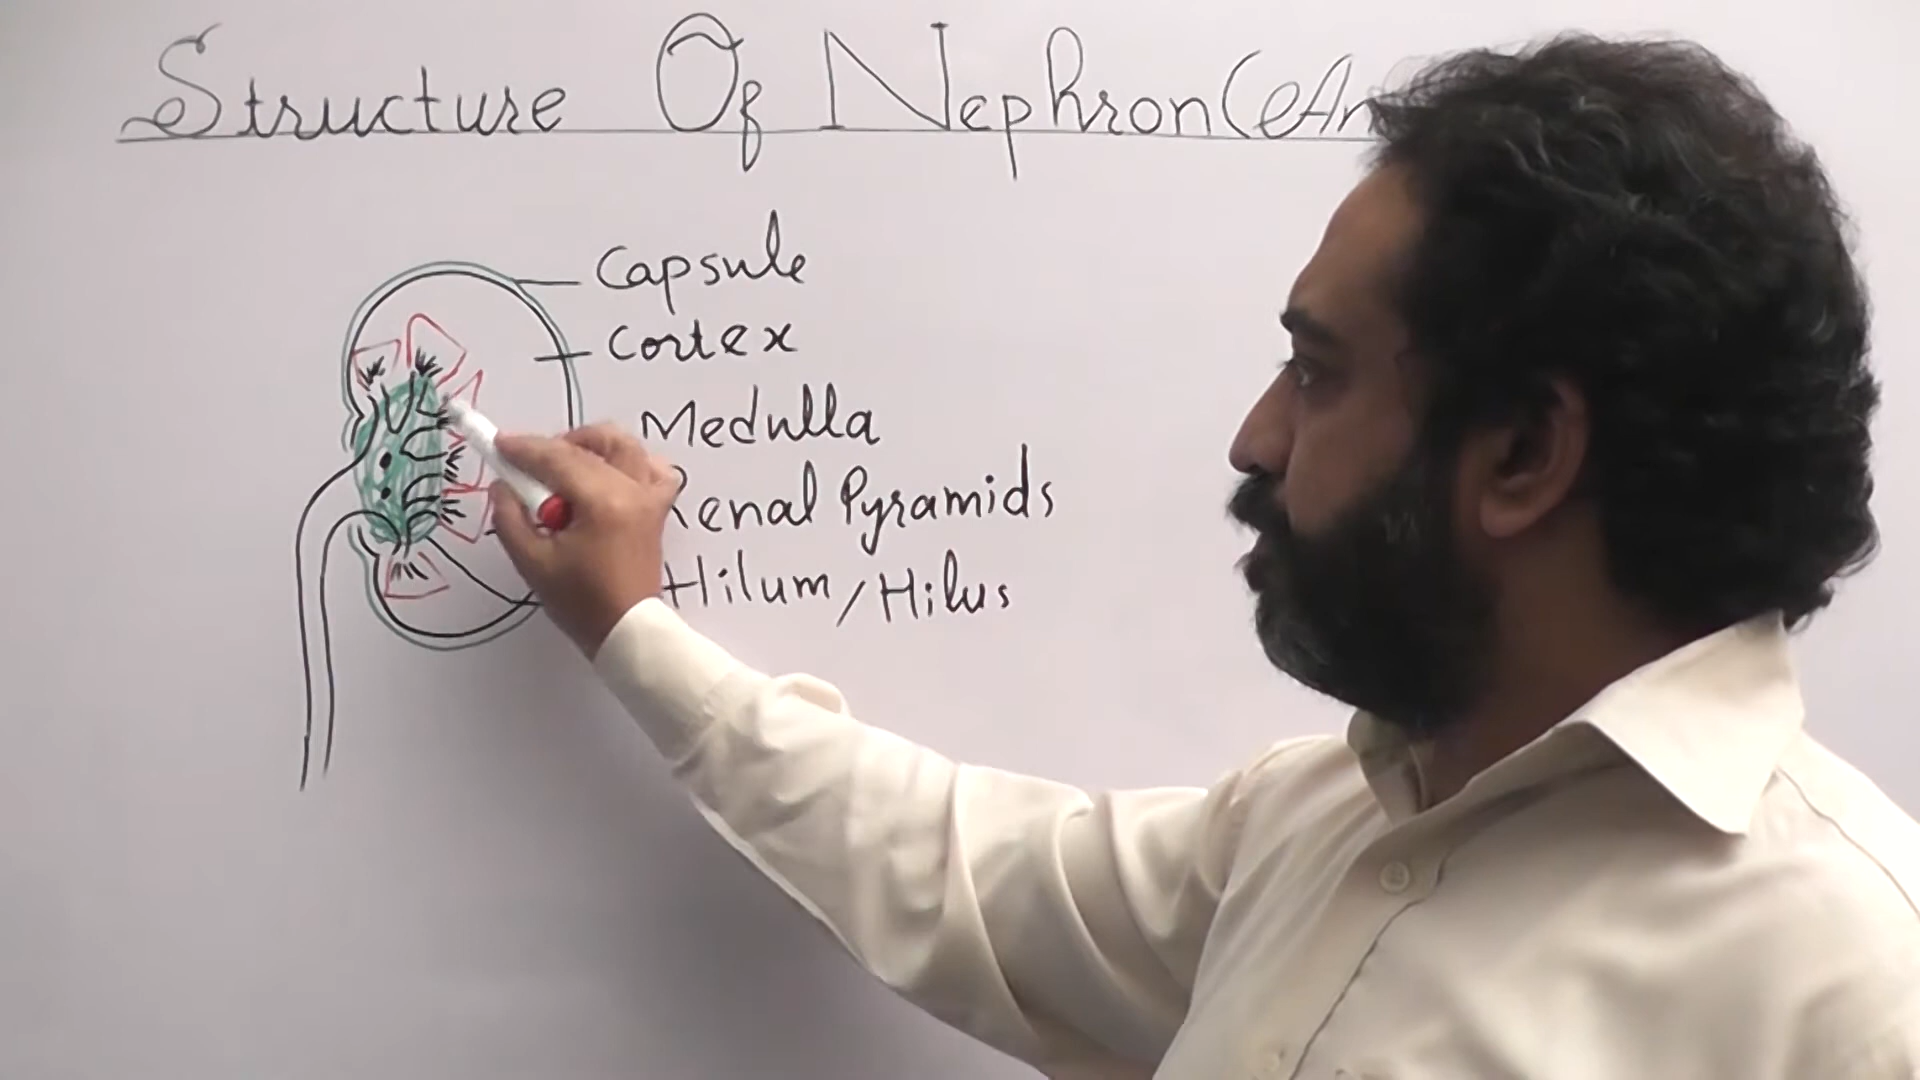 Structure Of Nephron (An
Capsule
Cortex
Medulla
Renal Pyramids
Hilum / Hilus